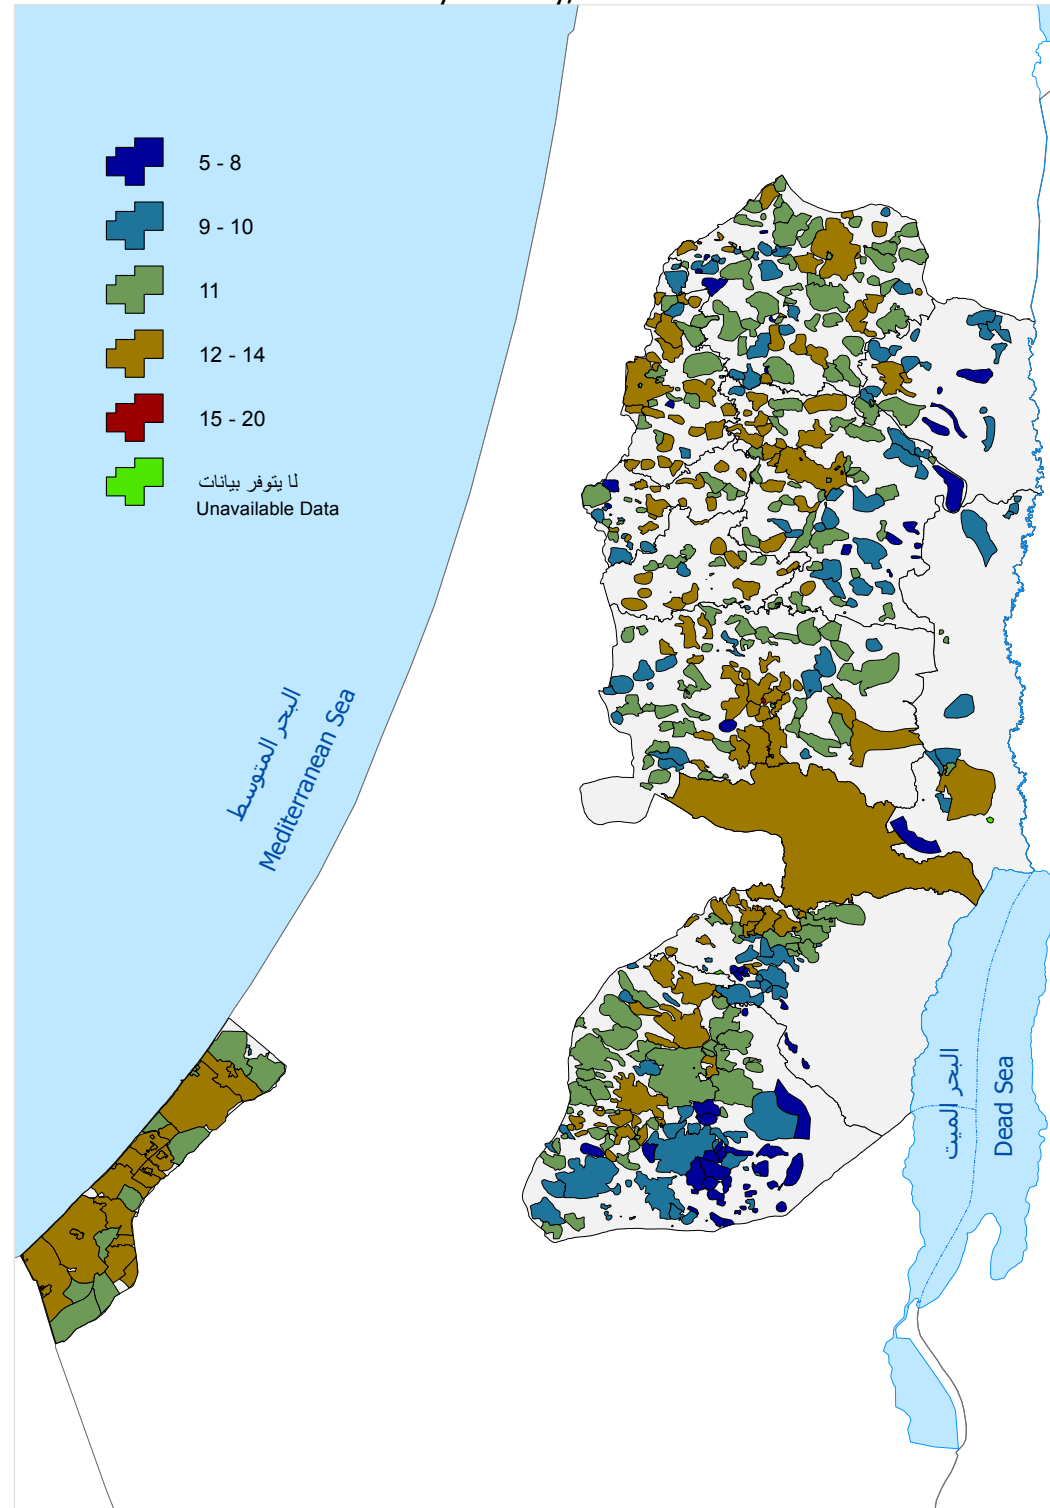 5 - 8
9 - 10
11
12 - 14
15 - 20
لا يتوفر بيانات
Unavailable Data
البحر المتوسط
Mediterranean Sea
البحر الميت
Dead Sea